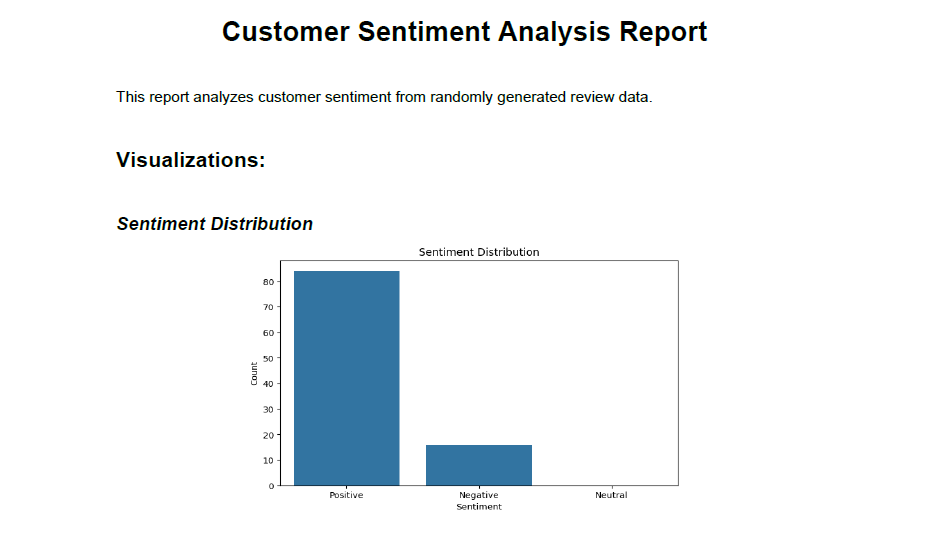 Customer Sentiment Analysis Report
This report analyzes customer sentiment from randomly generated review data.
Visualizations:
Sentiment Distribution
Sentiment Distribution
80
70
60
50
40
30
20
10
0
Count
Positive
Negative
Neutral
Sentiment